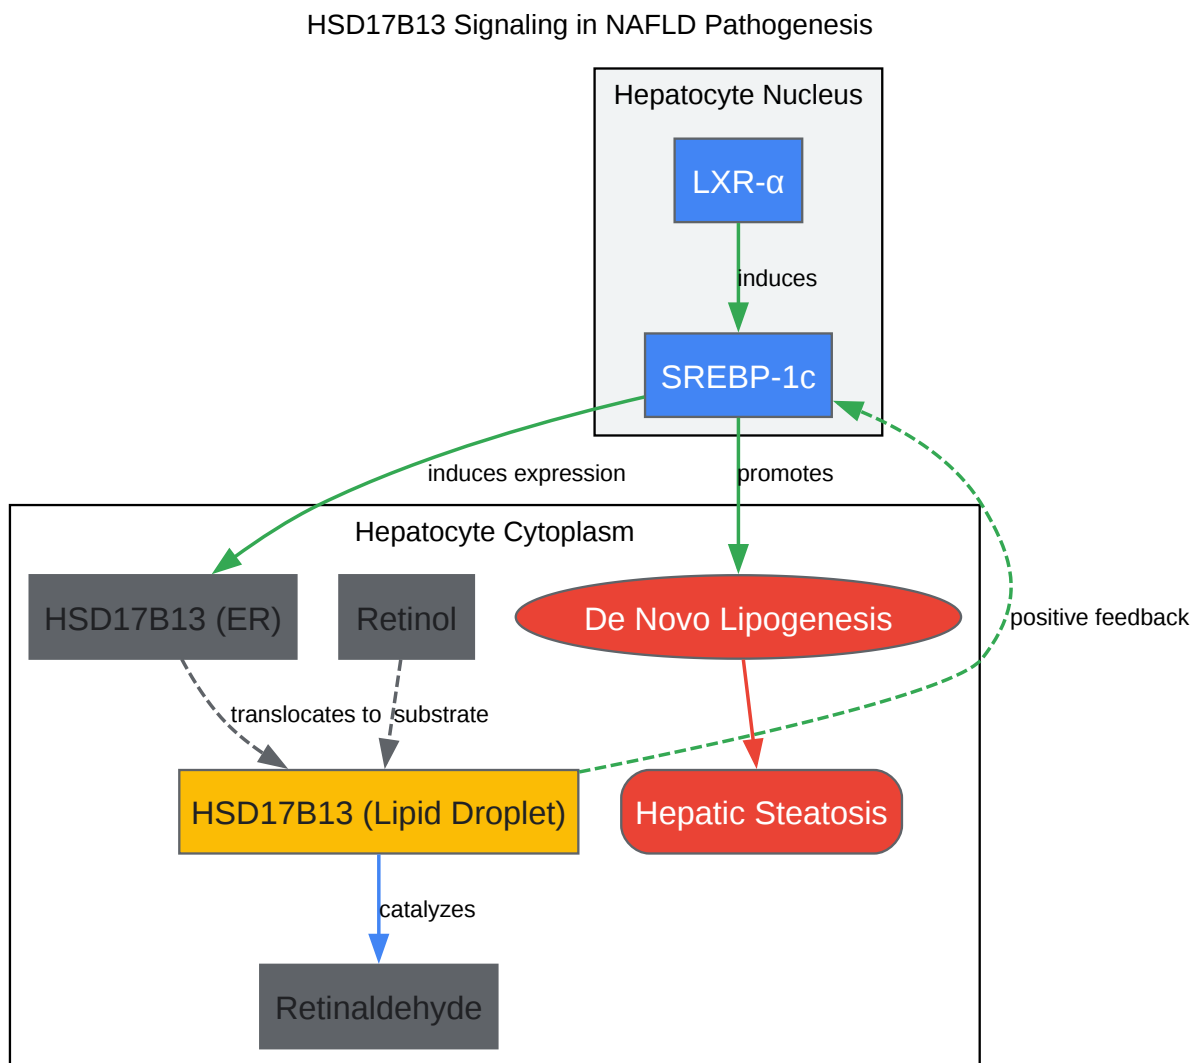 HSD17B13 Signaling in NAFLD Pathogenesis
Hepatocyte Nucleus
LXR-α
induces
SREBP-1c
induces expression
promotes
Hepatocyte Cytoplasm
HSD17B13 (ER)
Retinol
De Novo Lipogenesis
positive feedback
translocates to
substrate
HSD17B13 (Lipid Droplet)
Hepatic Steatosis
catalyzes
Retinaldehyde